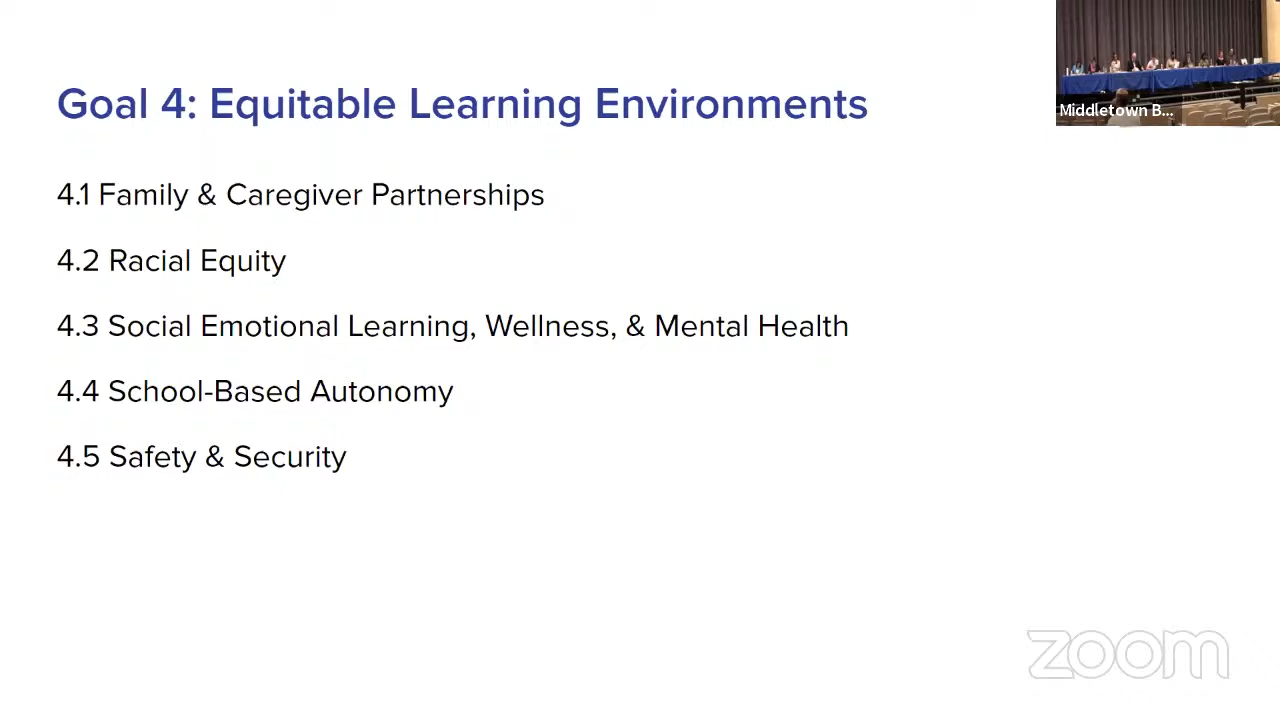 Goal 4: Equitable Learning Environments
Middletown B...
4.1 Family & Caregiver Partnerships
4.2 Racial Equity
4.3 Social Emotional Learning, Wellness, & Mental Health
4.4 School-Based Autonomy
4.5 Safety & Security
zoom